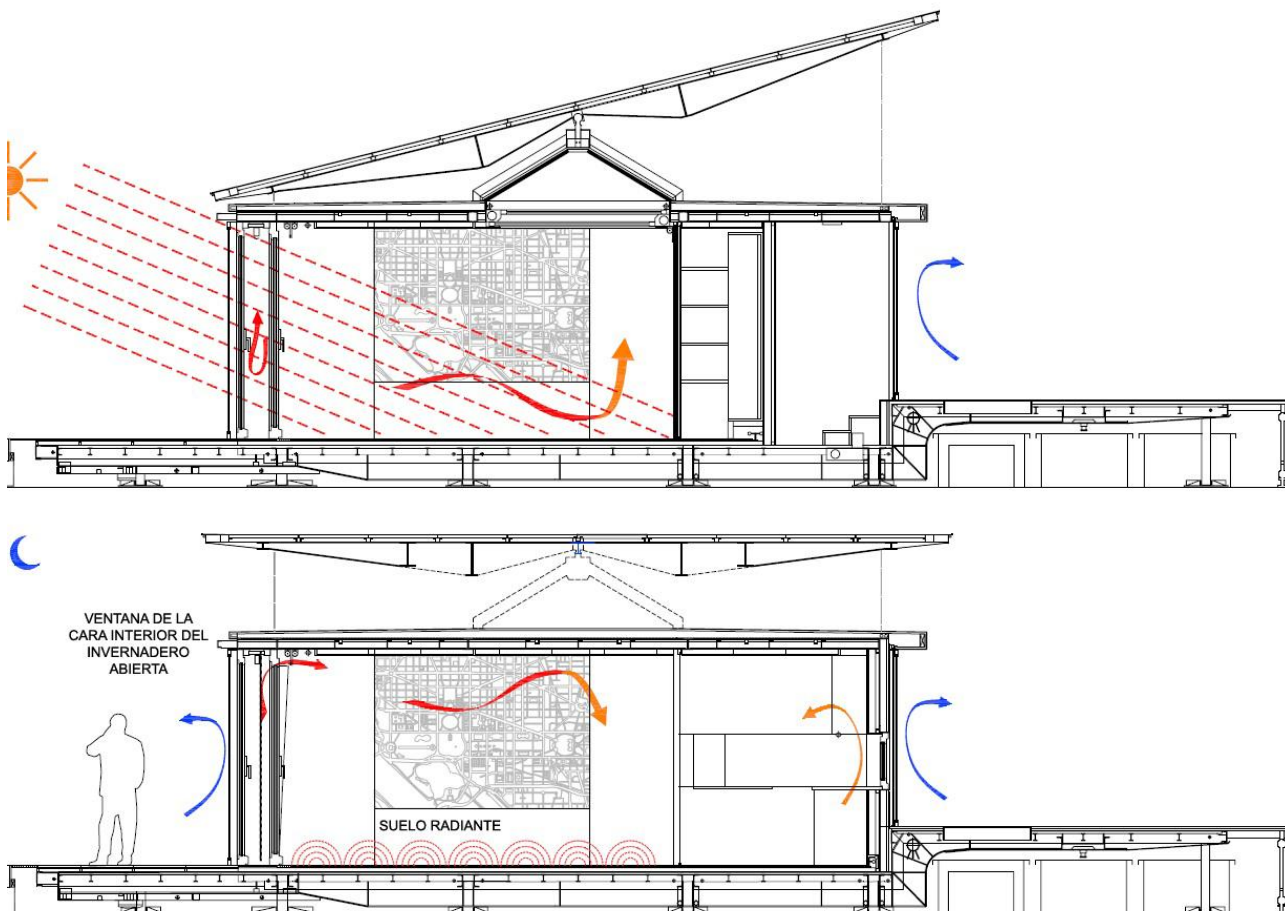 VENTANA DE LA
CARA INTERIOR DEL
INVERNADERO
ABIERTA
SUELO RADIANTE